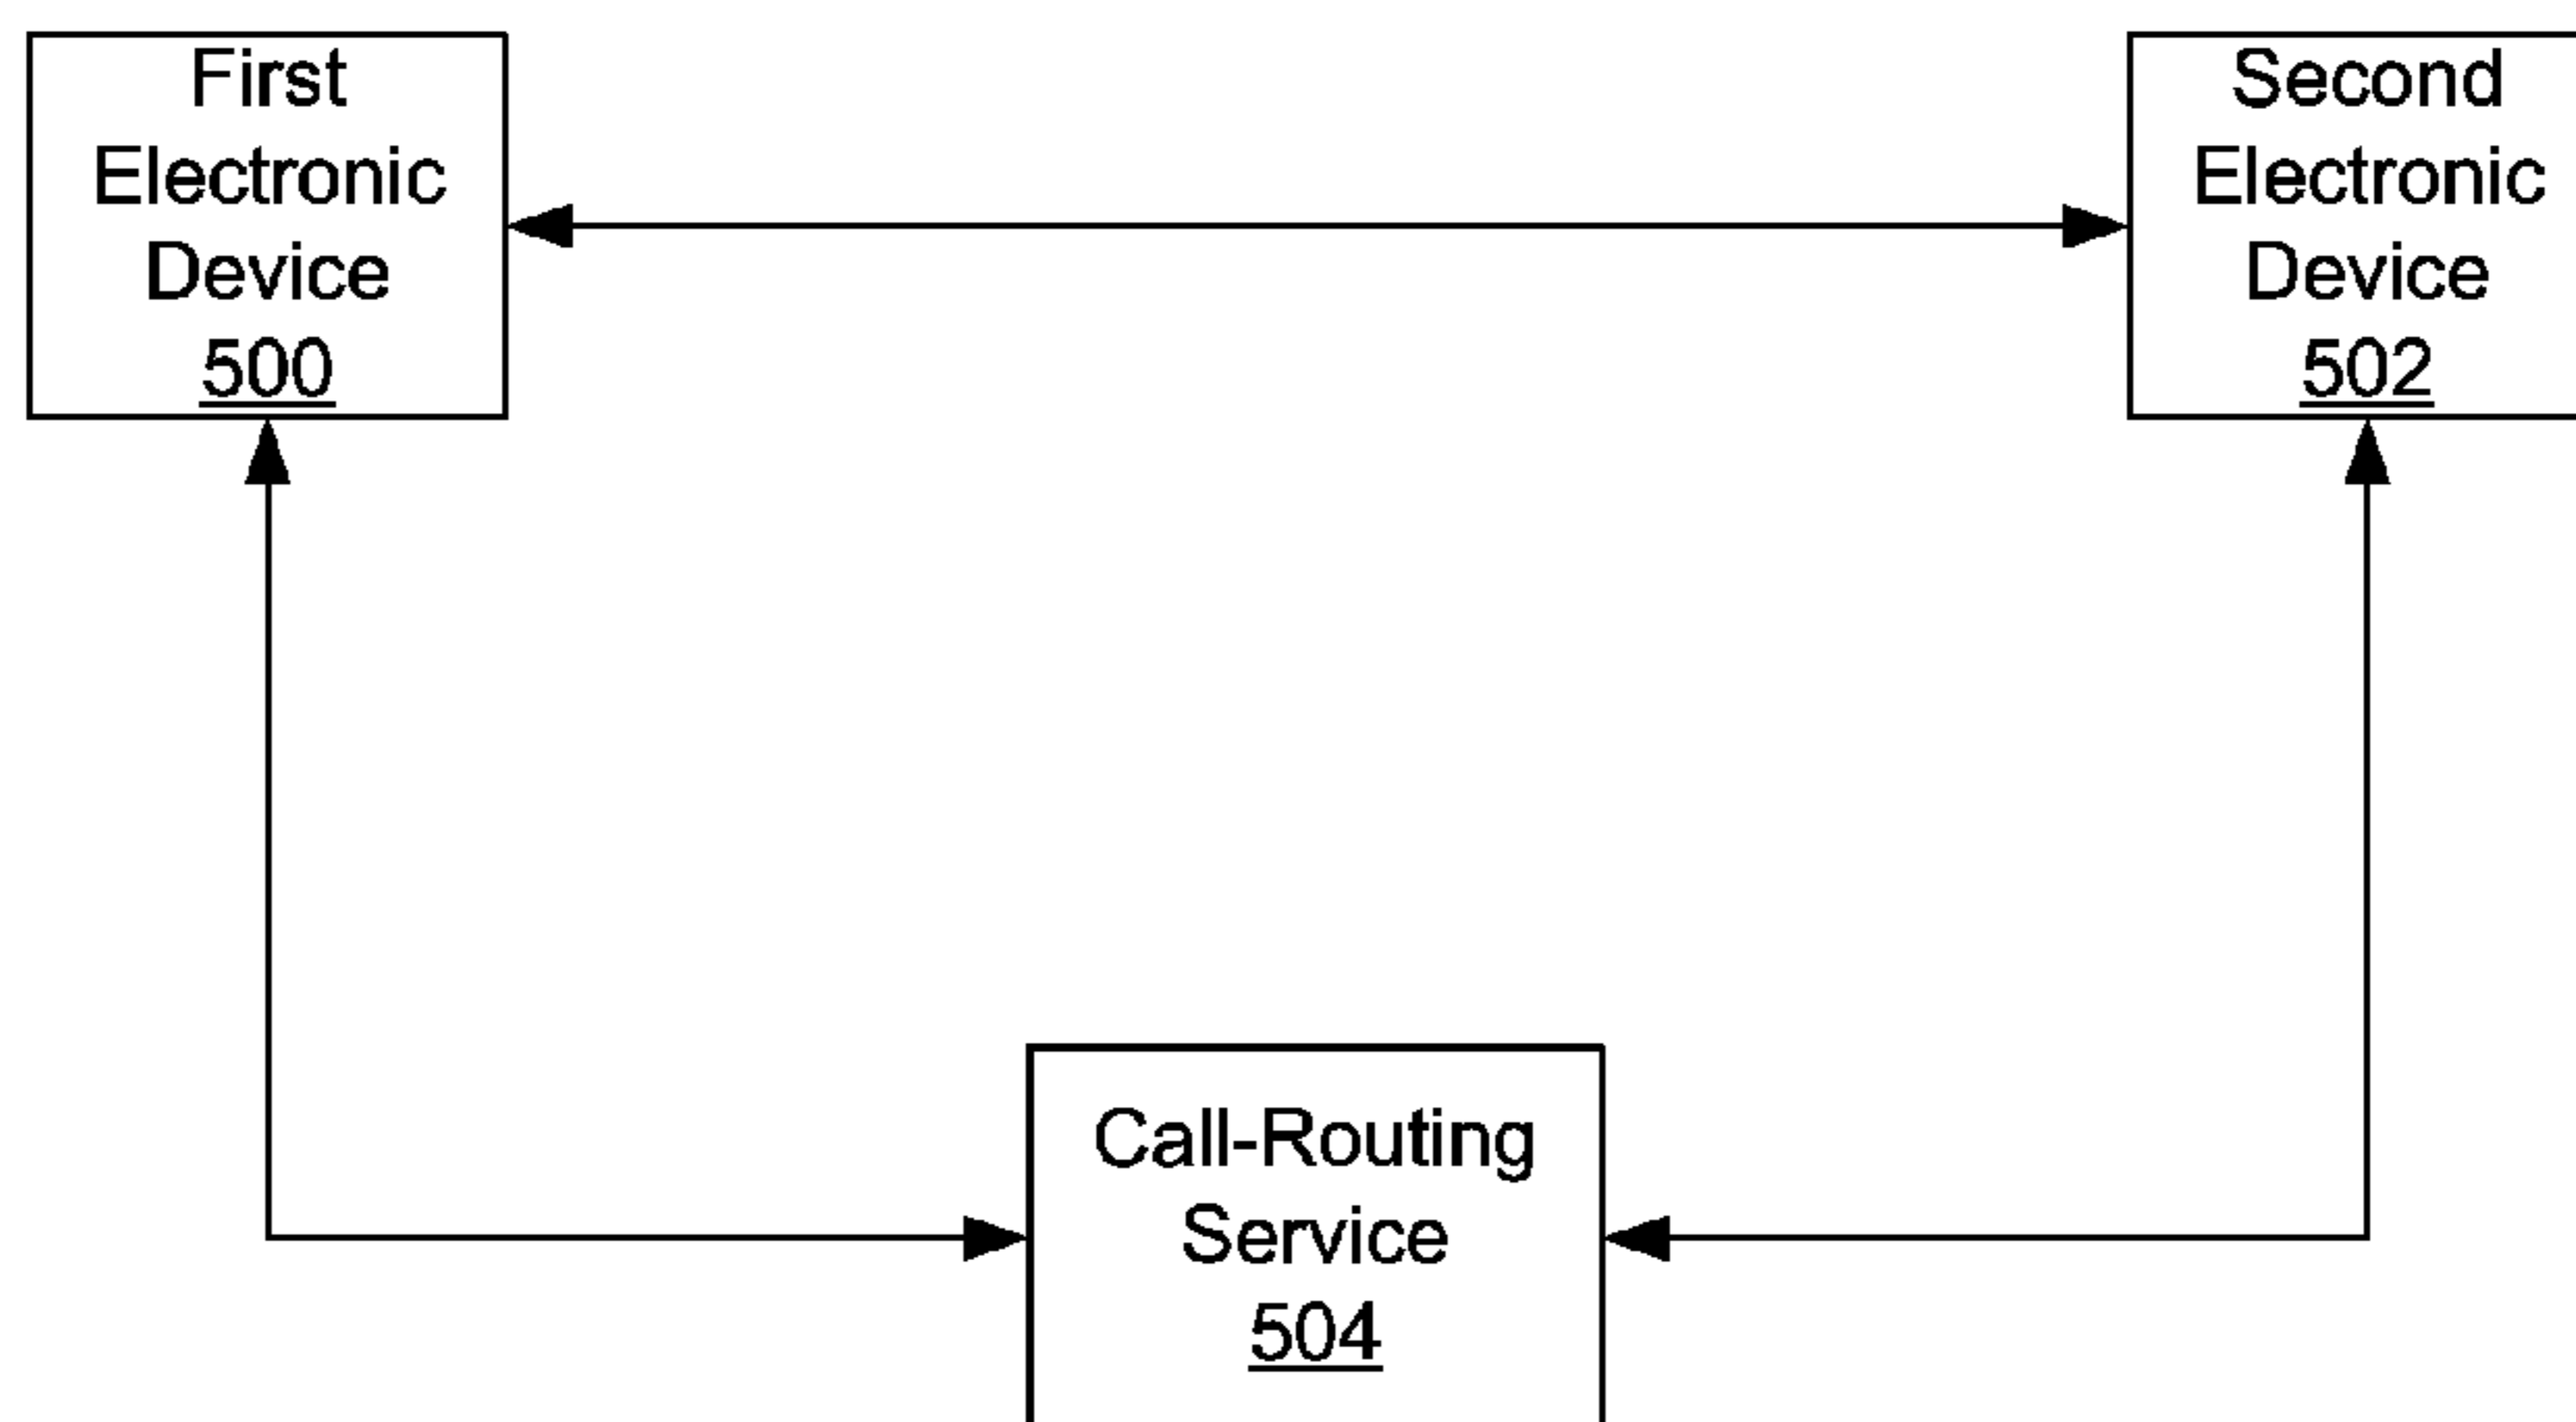 First
Electronic
Device
500
Second
Electronic
Device
502
Call-Routing
Service
504